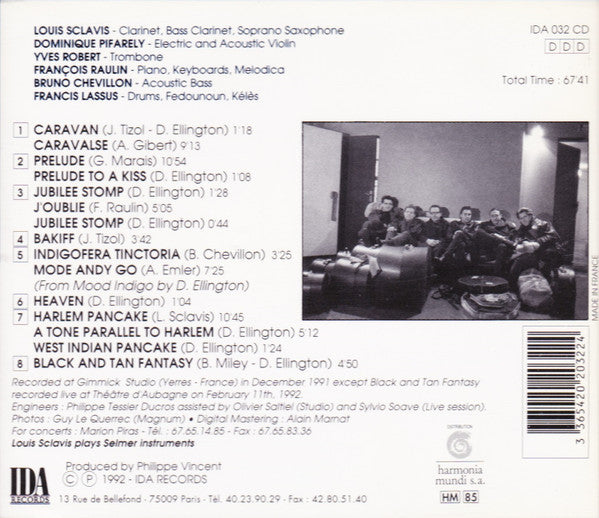 LOUIS SCLAVIS - Clarinet, Bass Clarinet, Soprano Saxophone
DOMINIQUE PIFARELY - Electric and Acoustic Violin
YVES ROBERT - Trombone
FRANÇOIS RAULIN - Piano, Keyboards, Melodica
BRUNO CHEVILLON - Acoustic Bass
FRANCIS LASSUS - Drums, Fedounoun, Kélès
IDA 032 CD
D D D
Total Time : 67'41
1 CARAVAN (J. Tizol - D. Ellington) 1'18
CARAVALSE (A. Gibert) 9'13
2 PRELUDE (G. Marais) 10'54
PRELUDE TO A KISS (D. Ellington) 1'08
3 JUBILEE STOMP (D. Ellington) 1'28
J'OUBLIE (F. Raulin) 5'05
JUBILEE STOMP (D. Ellington) 0'44
4 BAKIFF (J. Tizol) 3'42
5 INDIGOFERA TINCTORIA (B. Chevillon) 3'25
MODE ANDY GO (A. Emler) 7'25
(From Mood Indigo by D. Ellington)
6 HEAVEN (D. Ellington) 1'04
7 HARLEM PANCAKE (L. Sclavis) 10'45
A TONE PARALLEL TO HARLEM (D. Ellington) 5'12
WEST INDIAN PANCAKE (D. Ellington) 1'24
8 BLACK AND TAN FANTASY (B. Miley - D. Ellington) 4'50
MADE IN FRANCE
3 365420 203224
Recorded at Gimmick Studio (Yerres - France) in December 1991 except Black and Tan Fantasy
recorded live at Théâtre d'Aubagne on February 11th, 1992.
Engineers : Philippe Tessier Ducros assisted by Olivier Saltiel (Studio) and Sylvio Soave (Live session).
Photos : Guy Le Querrec (Magnum) • Digital Mastering : Alain Marnat
For concerts : Marion Piras - Tél. 67.65.14.85 - Fax : 67.65.83.36
Louis Sclavis plays Selmer instruments
DISTRIBUTION
harmonia
mundi s.a.
HM 85
IDA
RECORDS
Produced by Philippe Vincent
© ℗ 1992 - IDA RECORDS
13 Rue de Bellefond - 75009 Paris - Tél. 40.23.90.29 - Fax : 42.80.51.40